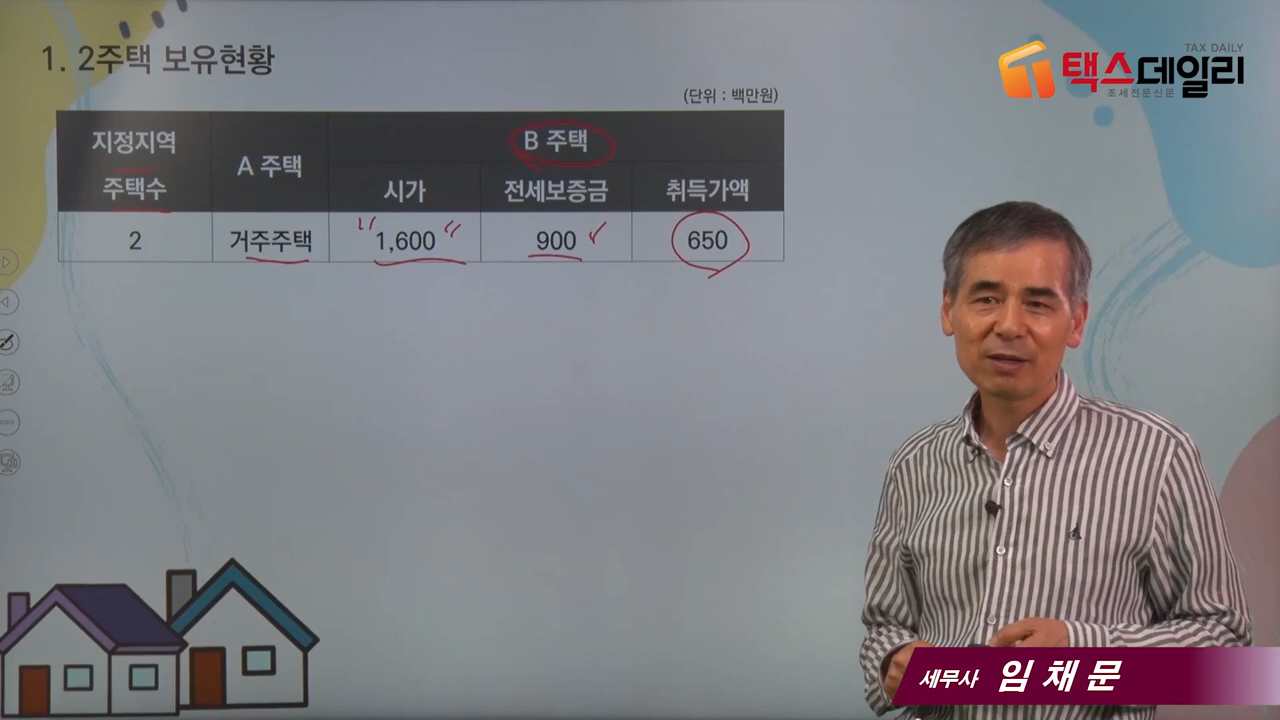 1. 2주택 보유현황
TAX DAILY
택스데일리
조세전문신문
(단위 : 백만원)
지정지역 주택수
A 주택
B 주택
시가
전세보증금
취득가액
2
거주주택
1,600
900
650
세무사 임채문